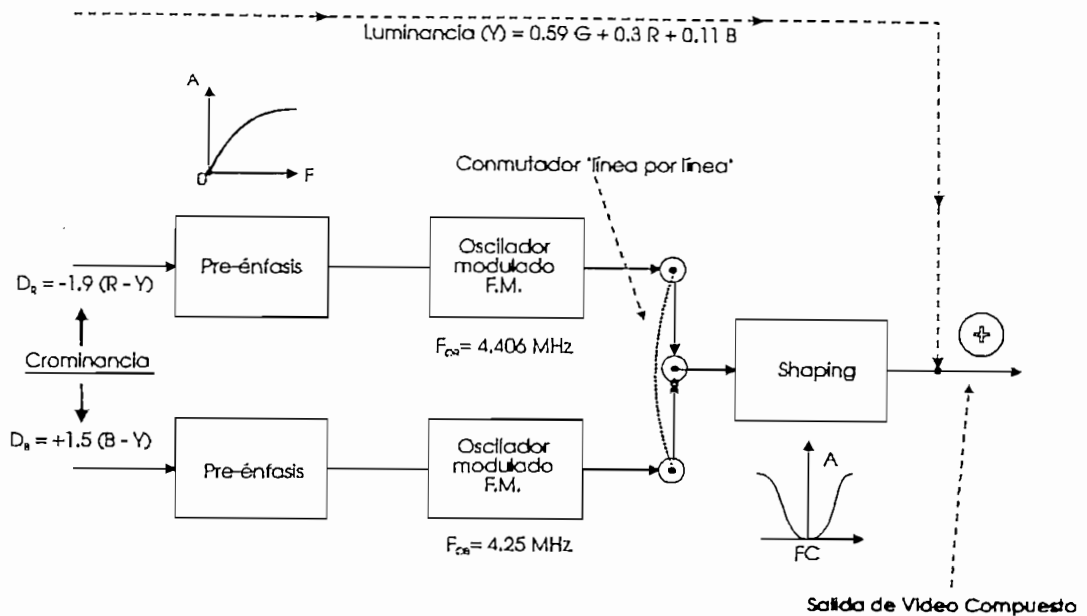 Luminancia (Y) = 0.59 G + 0.3 R + 0.11 B
A
0
F
Conmutador "línea por línea"
Pre-énfasis
Oscilador
modulado
F.M.
D_R = -1.9 (R - Y)
F_OR = 4.406 MHz
Crominancia
Shaping
+
D_B = +1.5 (B - Y)
Pre-énfasis
Oscilador
modulado
F.M.
A
FC
F_OB = 4.25 MHz
Salida de Video Compuesto